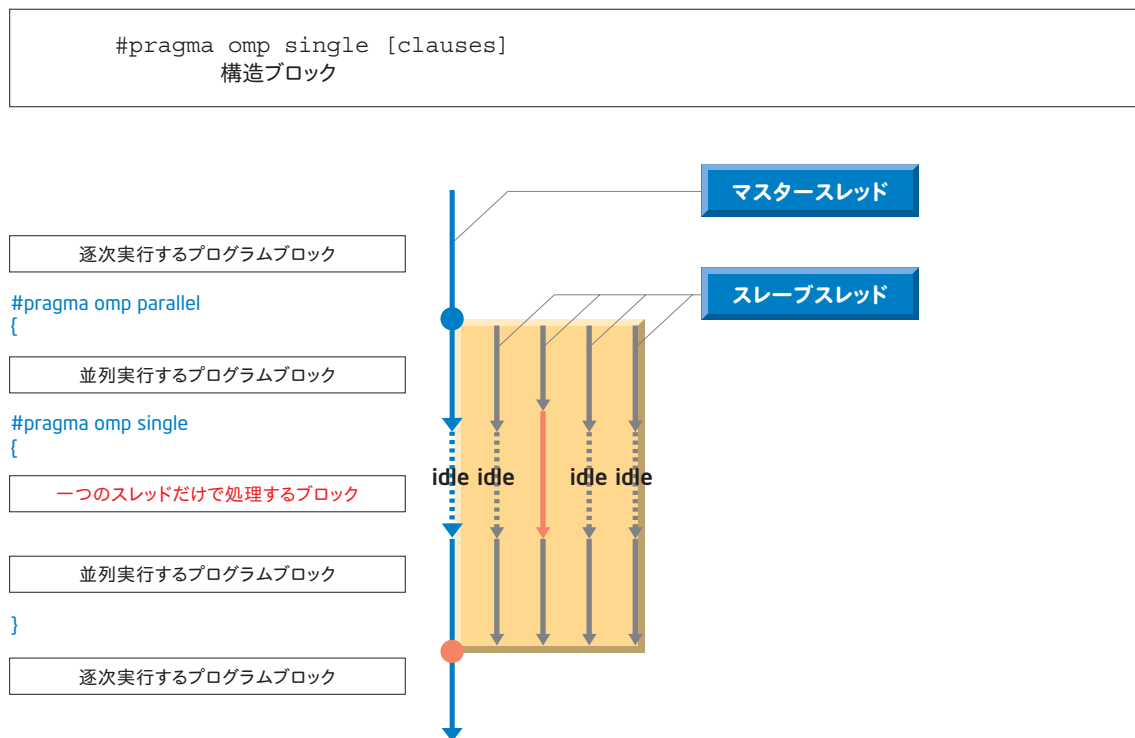 #pragma omp single [clauses]
構造ブロック
マスタースレッド
逐次実行するプログラムブロック
スレーブスレッド
#pragma omp parallel
{
並列実行するプログラムブロック
#pragma omp single
{
idle idle idle idle
一つのスレッドだけで処理するブロック
並列実行するプログラムブロック
}
逐次実行するプログラムブロック